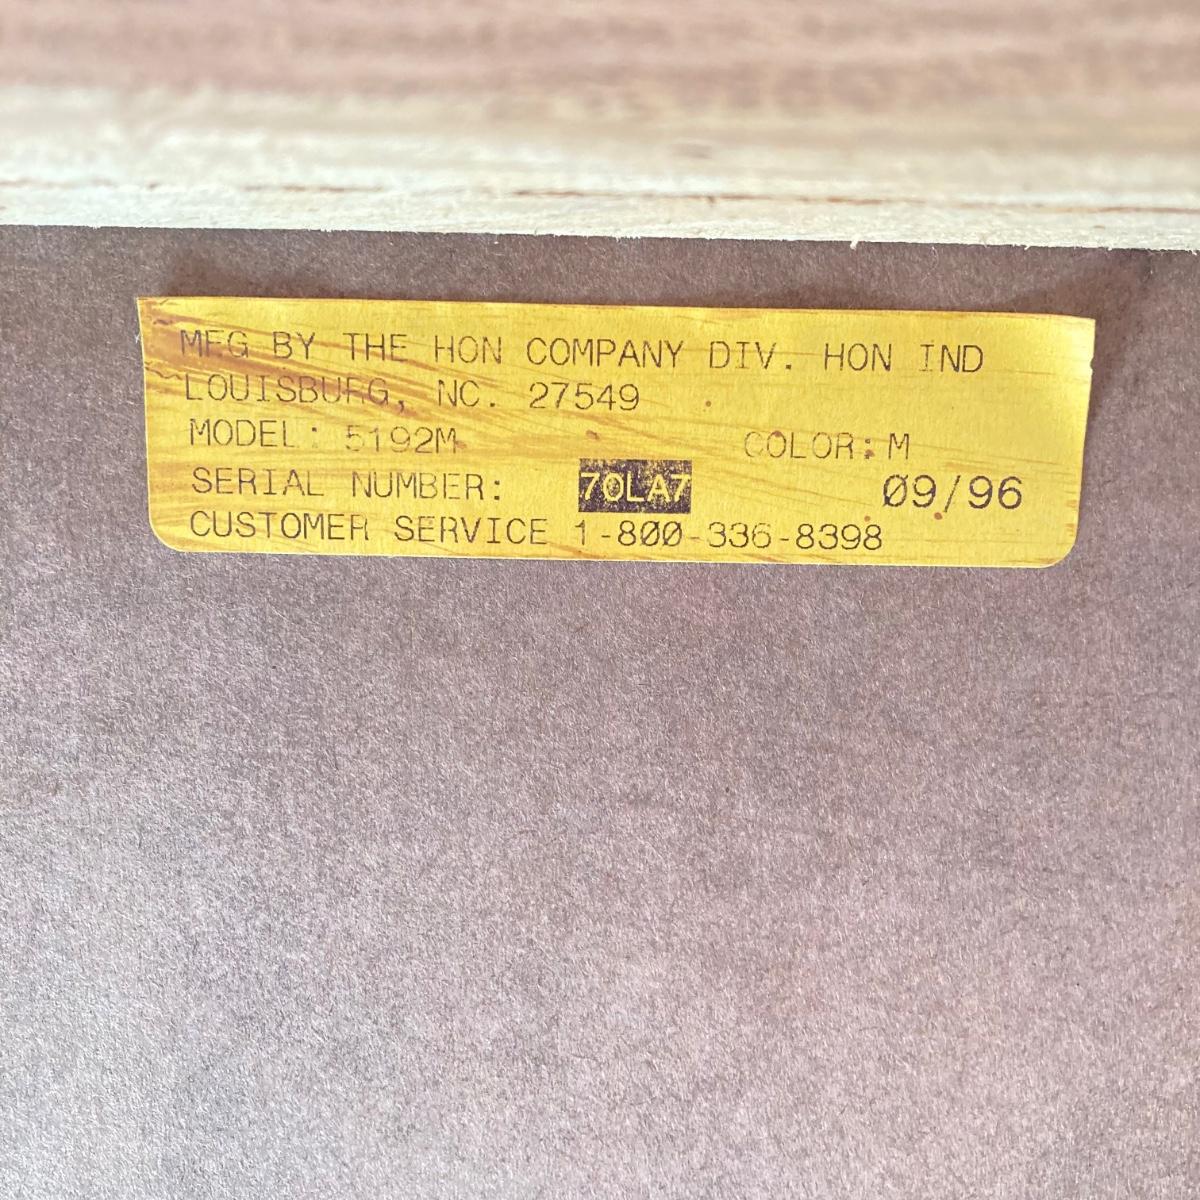 MFG BY THE HON COMPANY DIV. HON IND
LOUISBURG, NC. 27549
MODEL: 5192M COLOR: M
SERIAL NUMBER: 70LA7 09/96
CUSTOMER SERVICE 1-800-336-8398